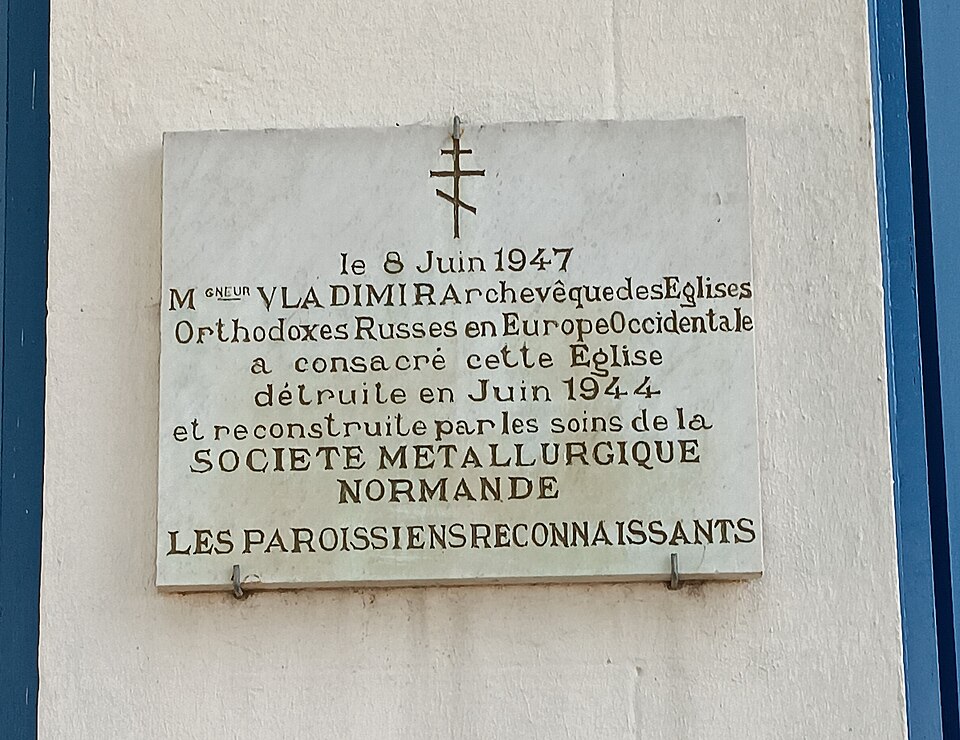 le 8 Juin 1947
MGNEUR VLADIMIR Archevêque des Eglises
Orthodoxes Russes en Europe Occidentale
a consacré cette Eglise
détruite en Juin 1944
et reconstruite par les soins de la
SOCIETE METALLURGIQUE
NORMANDE
LES PAROISSIENS RECONNAISSANTS